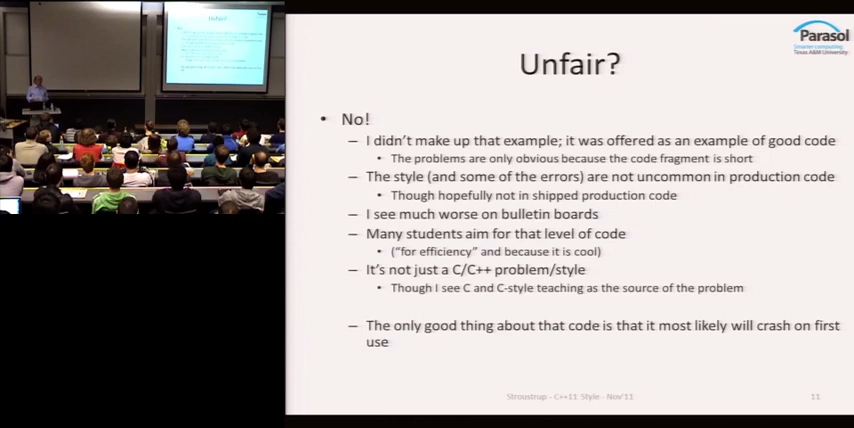 Parasol
Smarter computing.
Texas A&M University
Unfair?
• No!
– I didn't make up that example; it was offered as an example of good code
• The problems are only obvious because the code fragment is short
– The style (and some of the errors) are not uncommon in production code
• Though hopefully not in shipped production code
– I see much worse on bulletin boards
– Many students aim for that level of code
• ("for efficiency" and because it is cool)
– It's not just a C/C++ problem/style
• Though I see C and C-style teaching as the source of the problem
– The only good thing about that code is that it most likely will crash on first
use
Stroustrup - C++11 Style - Nov'11
11